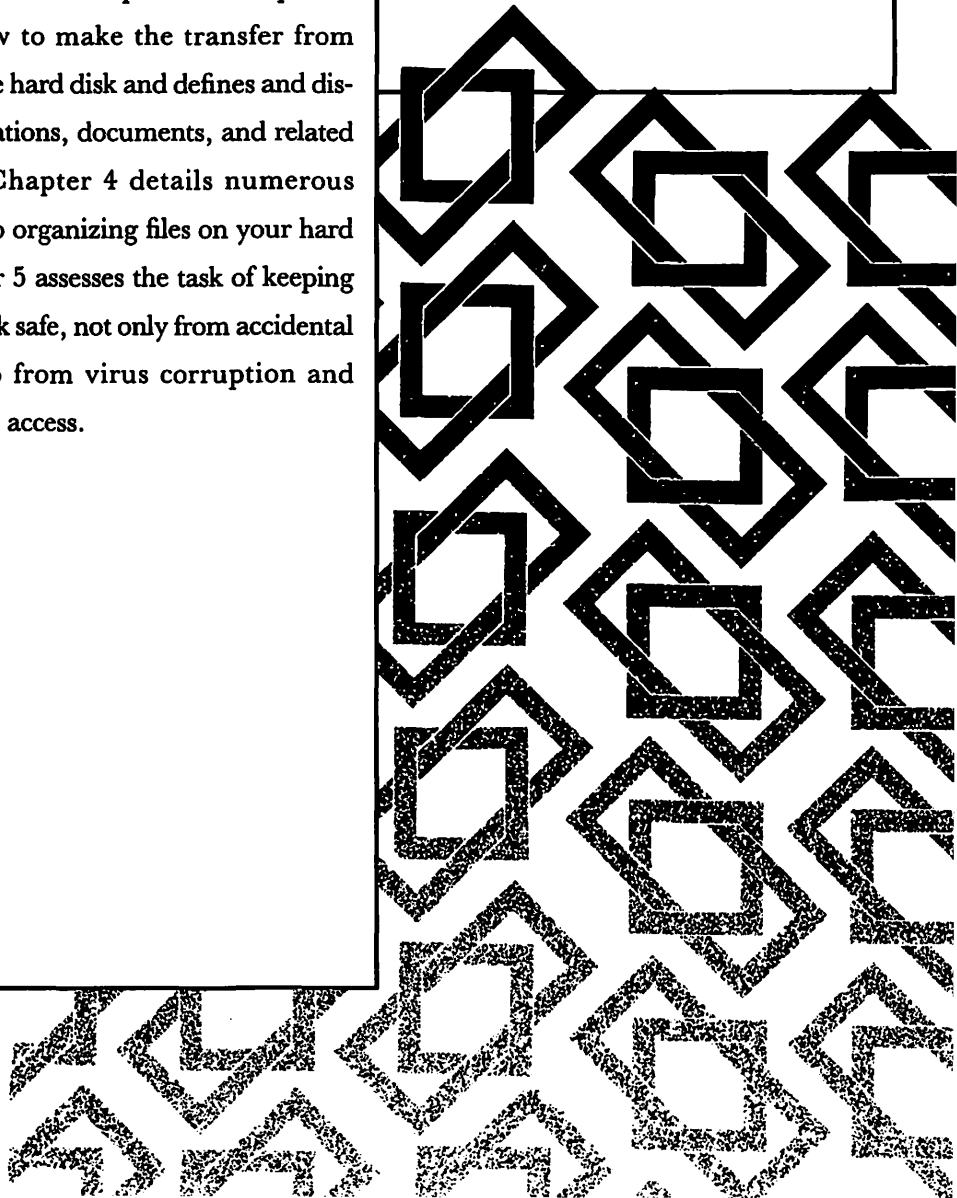 to make the transfer from
hard disk and defines and dis-
documents, and related
Chapter 4 details numerous
organizing files on your hard
5 assesses the task of keeping
safe, not only from accidental
from virus corruption and
access.